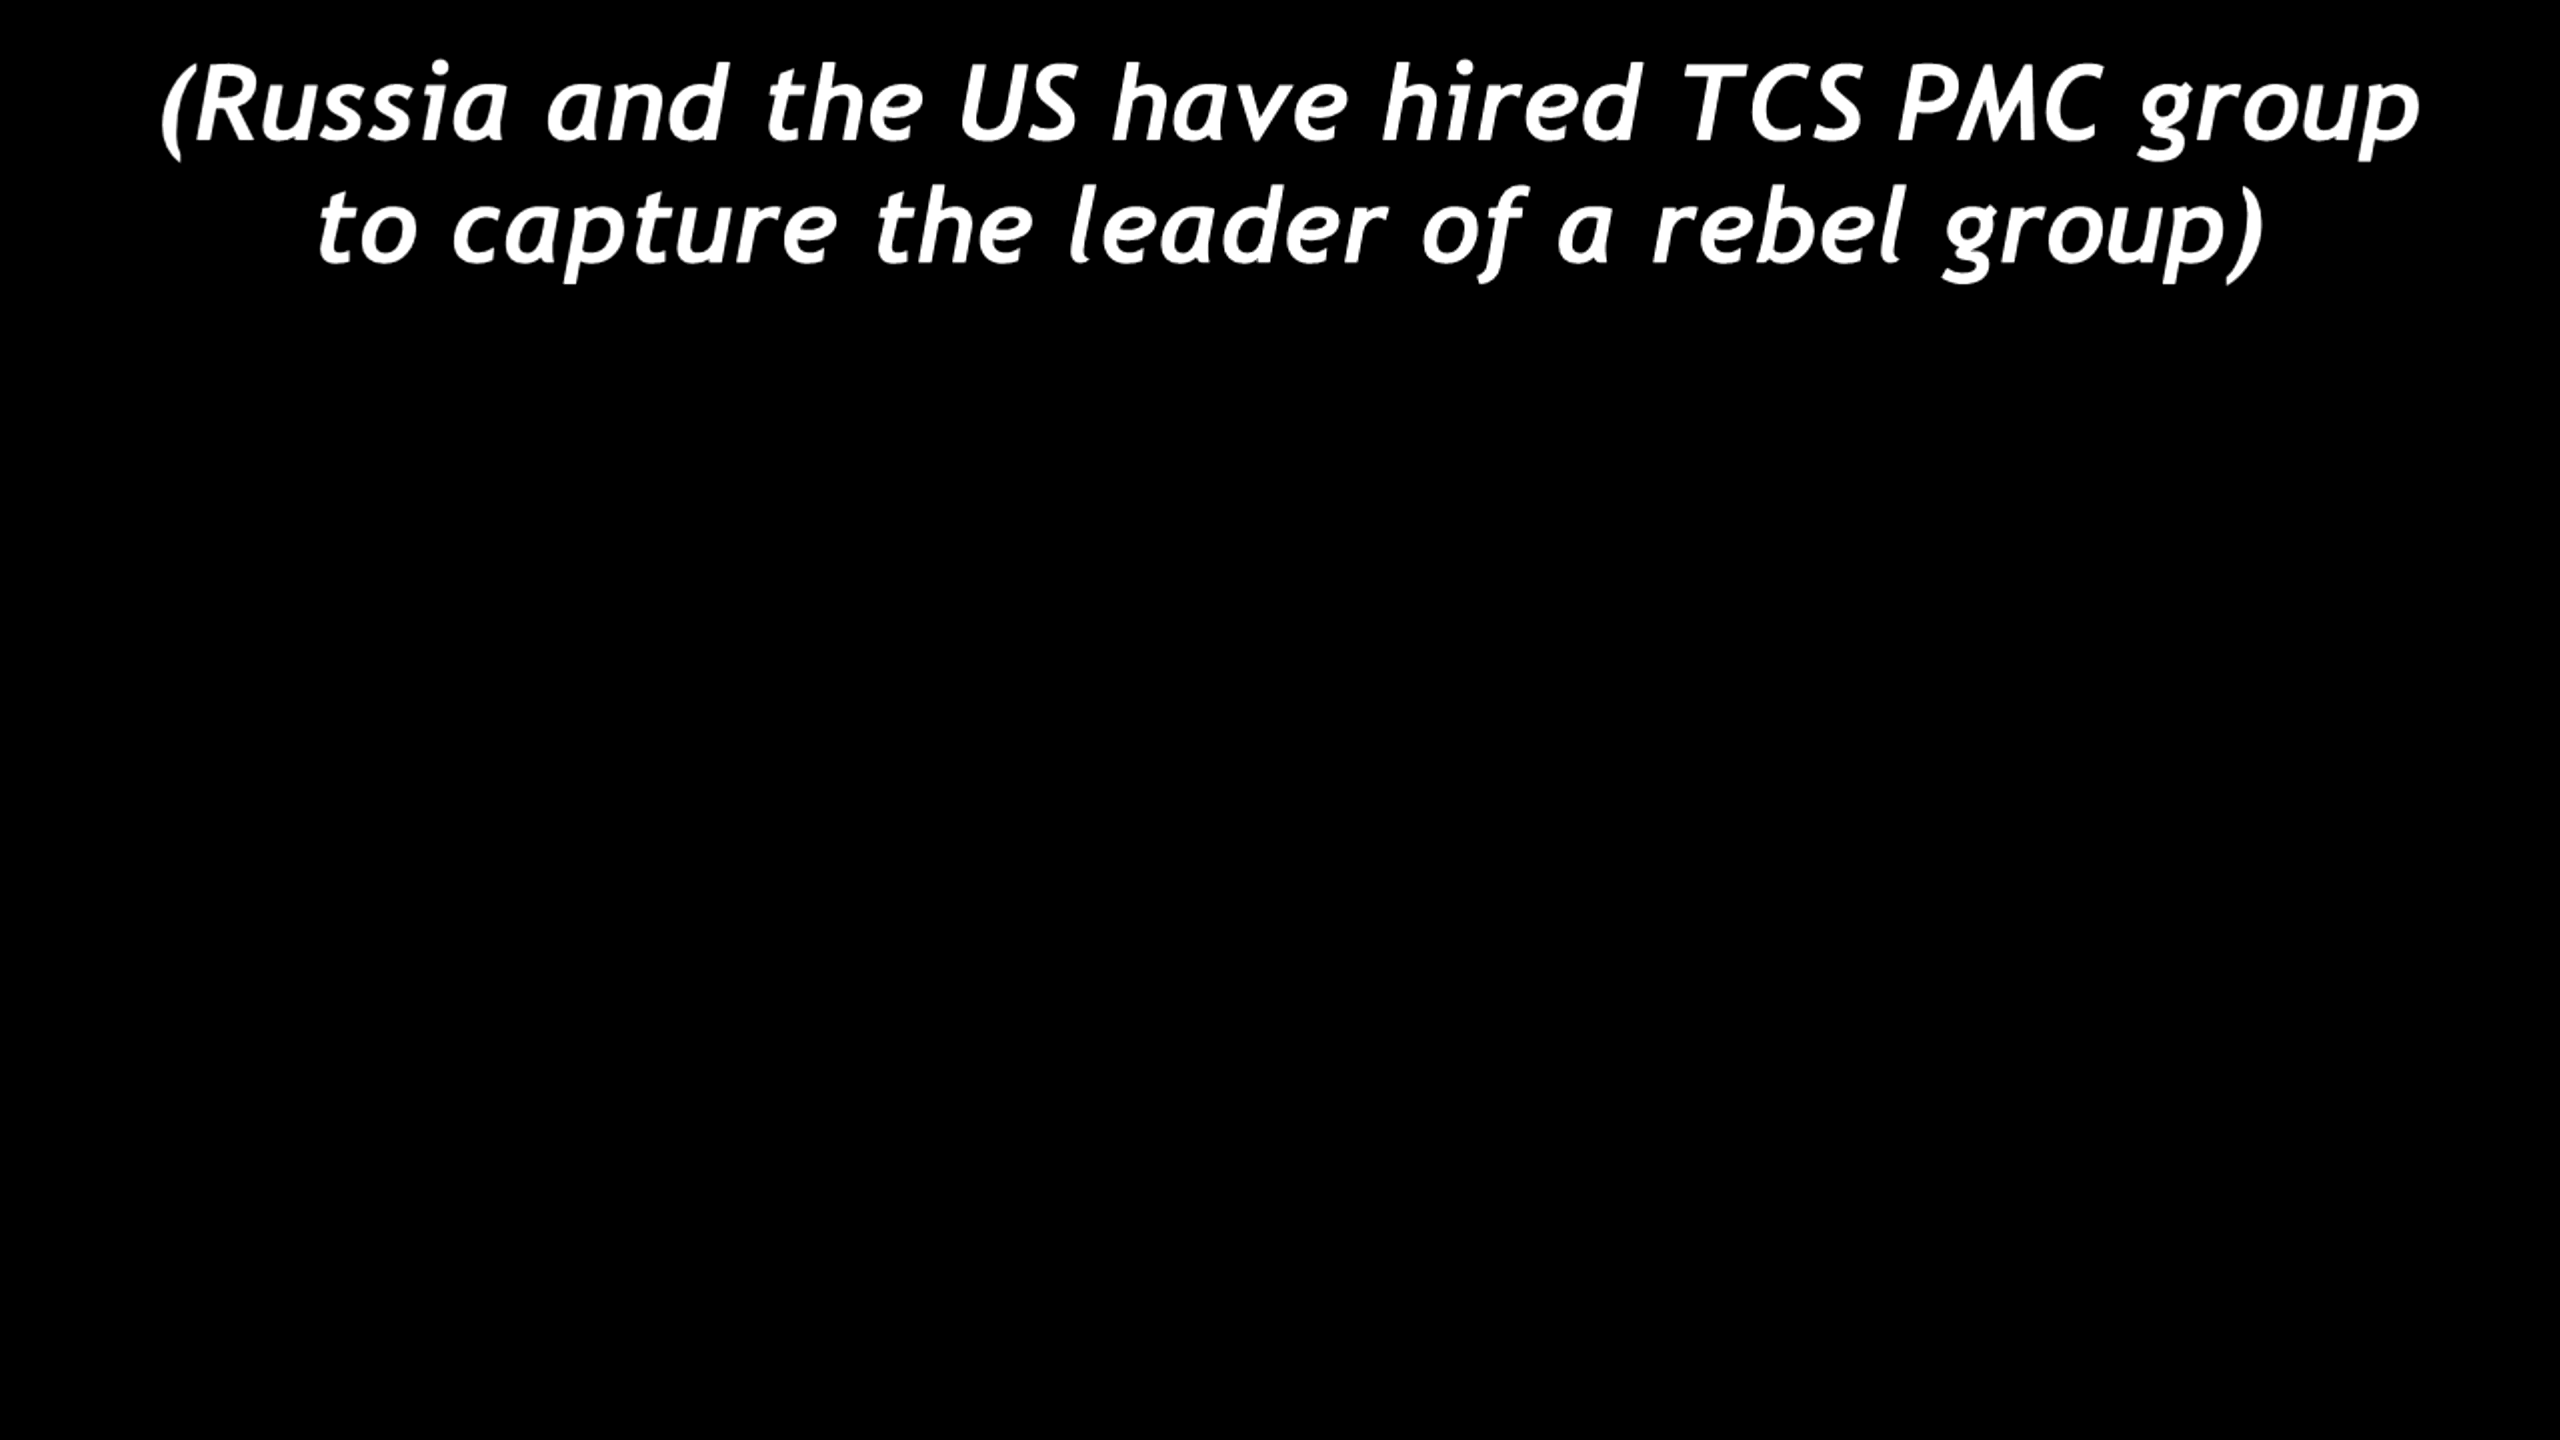 (Russia and the US have hired TCS PMC group
to capture the leader of a rebel group)